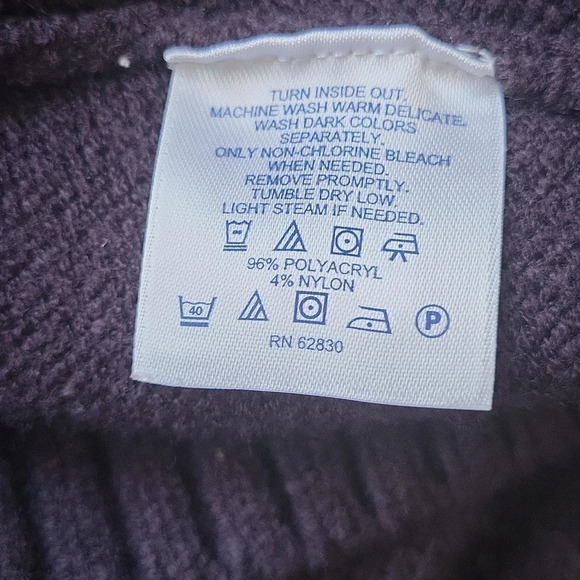 TURN INSIDE OUT.
MACHINE WASH WARM DELICATE.
WASH DARK COLORS
SEPARATELY.
ONLY NON-CHLORINE BLEACH
WHEN NEEDED.
REMOVE PROMPTLY.
TUMBLE DRY LOW.
LIGHT STEAM IF NEEDED.
96% POLYACRYL
4% NYLON
40 P
RN 62830